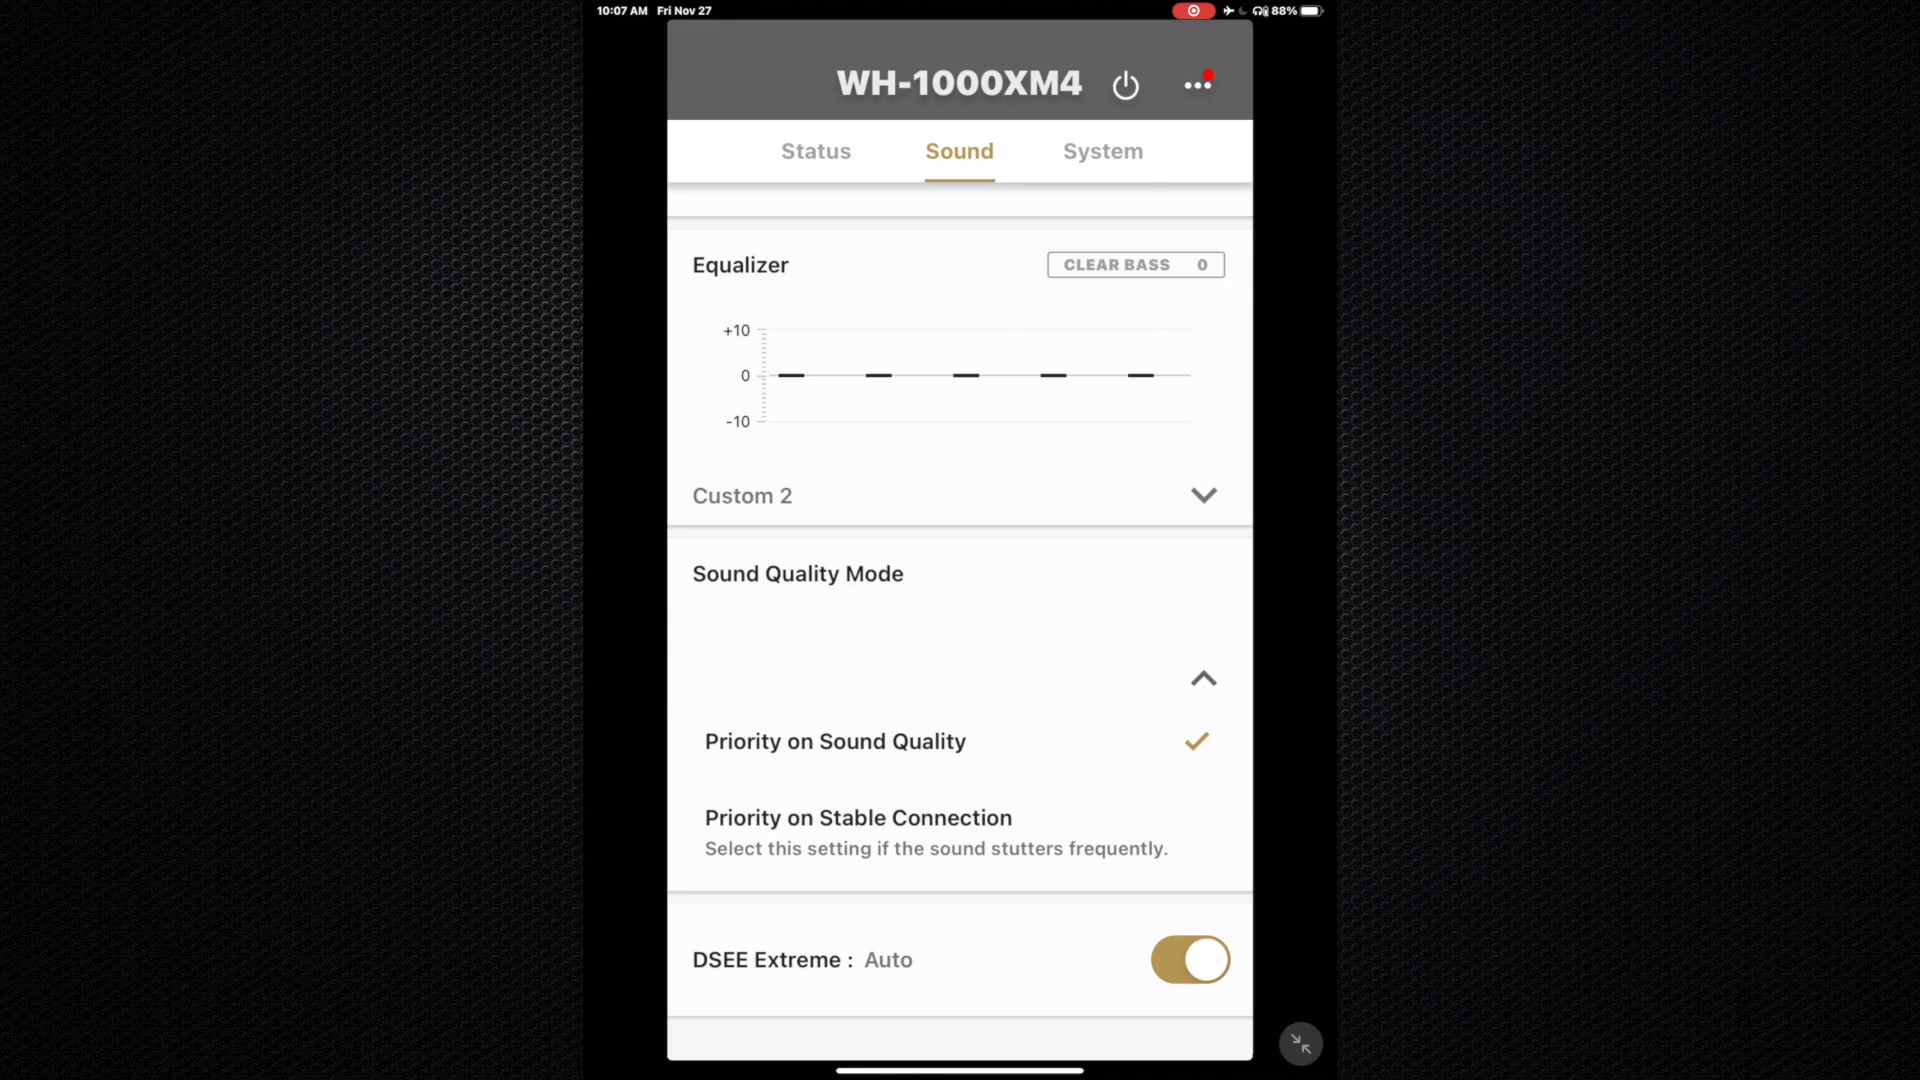 10:07 AM Fri Nov 27 88%
WH-1000XM4
Status Sound System
Equalizer CLEAR BASS 0
+10
0
-10
Custom 2
Sound Quality Mode
Priority on Sound Quality
Priority on Stable Connection
Select this setting if the sound stutters frequently.
DSEE Extreme : Auto